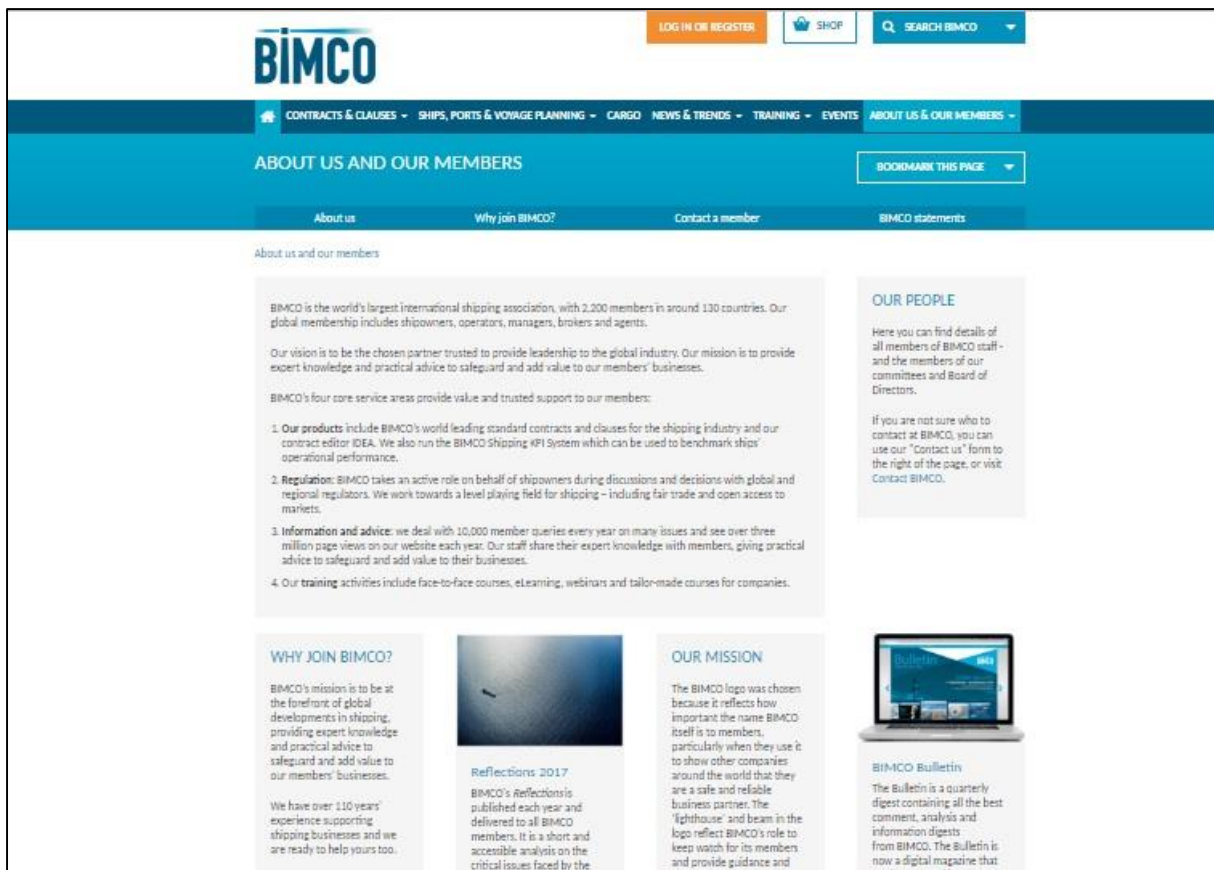 BIMCO
LOG IN OR REGISTER
SHOP
SEARCH BIMCO
CONTRACTS & CLAUSES
SHIPS, PORTS & VOYAGE PLANNING
CARGO
NEWS & TRENDS
TRAINING
EVENTS
ABOUT US & OUR MEMBERS
ABOUT US AND OUR MEMBERS
BOOKMARK THIS PAGE
About us
Why join BIMCO?
Contact a member
BIMCO statements
About us and our members
BIMCO is the world's largest international shipping association, with 2,200 members in around 130 countries. Our
global membership includes shipowners, operators, managers, brokers and agents.
Our vision is to be the chosen partner trusted to provide leadership to the global industry. Our mission is to provide
expert knowledge and practical advice to safeguard and add value to our members' businesses.
BIMCO's four core service areas provide value and trusted support to our members:
1. Our products include BIMCO's world leading standard contracts and clauses for the shipping industry and our
contract editor IDEA. We also run the BIMCO Shipping KPI System which can be used to benchmark ships'
operational performance.
2. Regulation: BIMCO takes an active role on behalf of shipowners during discussions and decisions with global and
regional regulators. We work towards a level playing field for shipping – including fair trade and open access to
markets.
3. Information and advice: we deal with 10,000 member queries every year on many issues and see over three
million page views on our website each year. Our staff share their expert knowledge with members, giving practical
advice to safeguard and add value to their businesses.
4. Our training activities include face-to-face courses, eLearning, webinars and tailor-made courses for companies.
OUR PEOPLE
Here you can find details of
all members of BIMCO staff -
and the members of our
committees and Board of
Directors.
If you are not sure who to
contact at BIMCO, you can
use our "Contact us" form to
the right of the page, or visit
Contact BIMCO.
WHY JOIN BIMCO?
BIMCO's mission is to be at
the forefront of global
developments in shipping,
providing expert knowledge
and practical advice to
safeguard and add value to
our members' businesses.
We have over 110 years'
experience supporting
shipping businesses and we
are ready to help yours too.
Reflections 2017
BIMCO's Reflections is
published each year and
delivered to all BIMCO
members. It is a short and
accessible analysis on the
critical issues faced by the
OUR MISSION
The BIMCO logo was chosen
because it reflects how
important the name BIMCO
itself is to members,
particularly when they use it
to show other companies
around the world that they
are a safe and reliable
business partner. The
'lighthouse' and beam in the
logo reflect BIMCO's role to
keep watch for its members
and provide guidance and
Bulletin
BIMCO Bulletin
The Bulletin is a quarterly
digest containing all the best
comment, analysis and
information digests
from BIMCO. The Bulletin is
now a digital magazine that